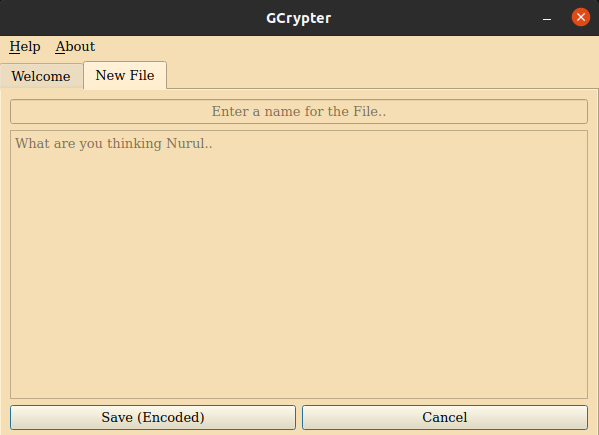 GCrypter
Help About
Welcome New File
Enter a name for the File..
What are you thinking Nurul..
Save (Encoded) Cancel